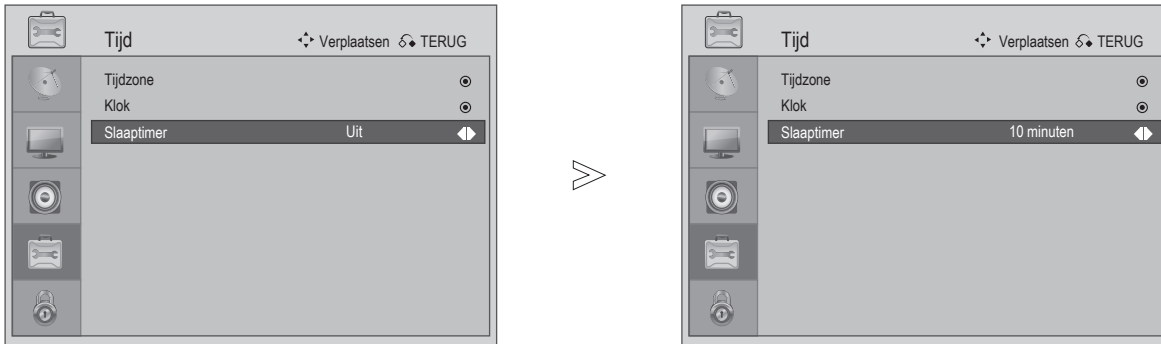 Tijd Verplaatsen TERUG
Tijdzone
Klok
Slaaptimer Uit
Tijd Verplaatsen TERUG
Tijdzone
Klok
Slaaptimer 10 minuten